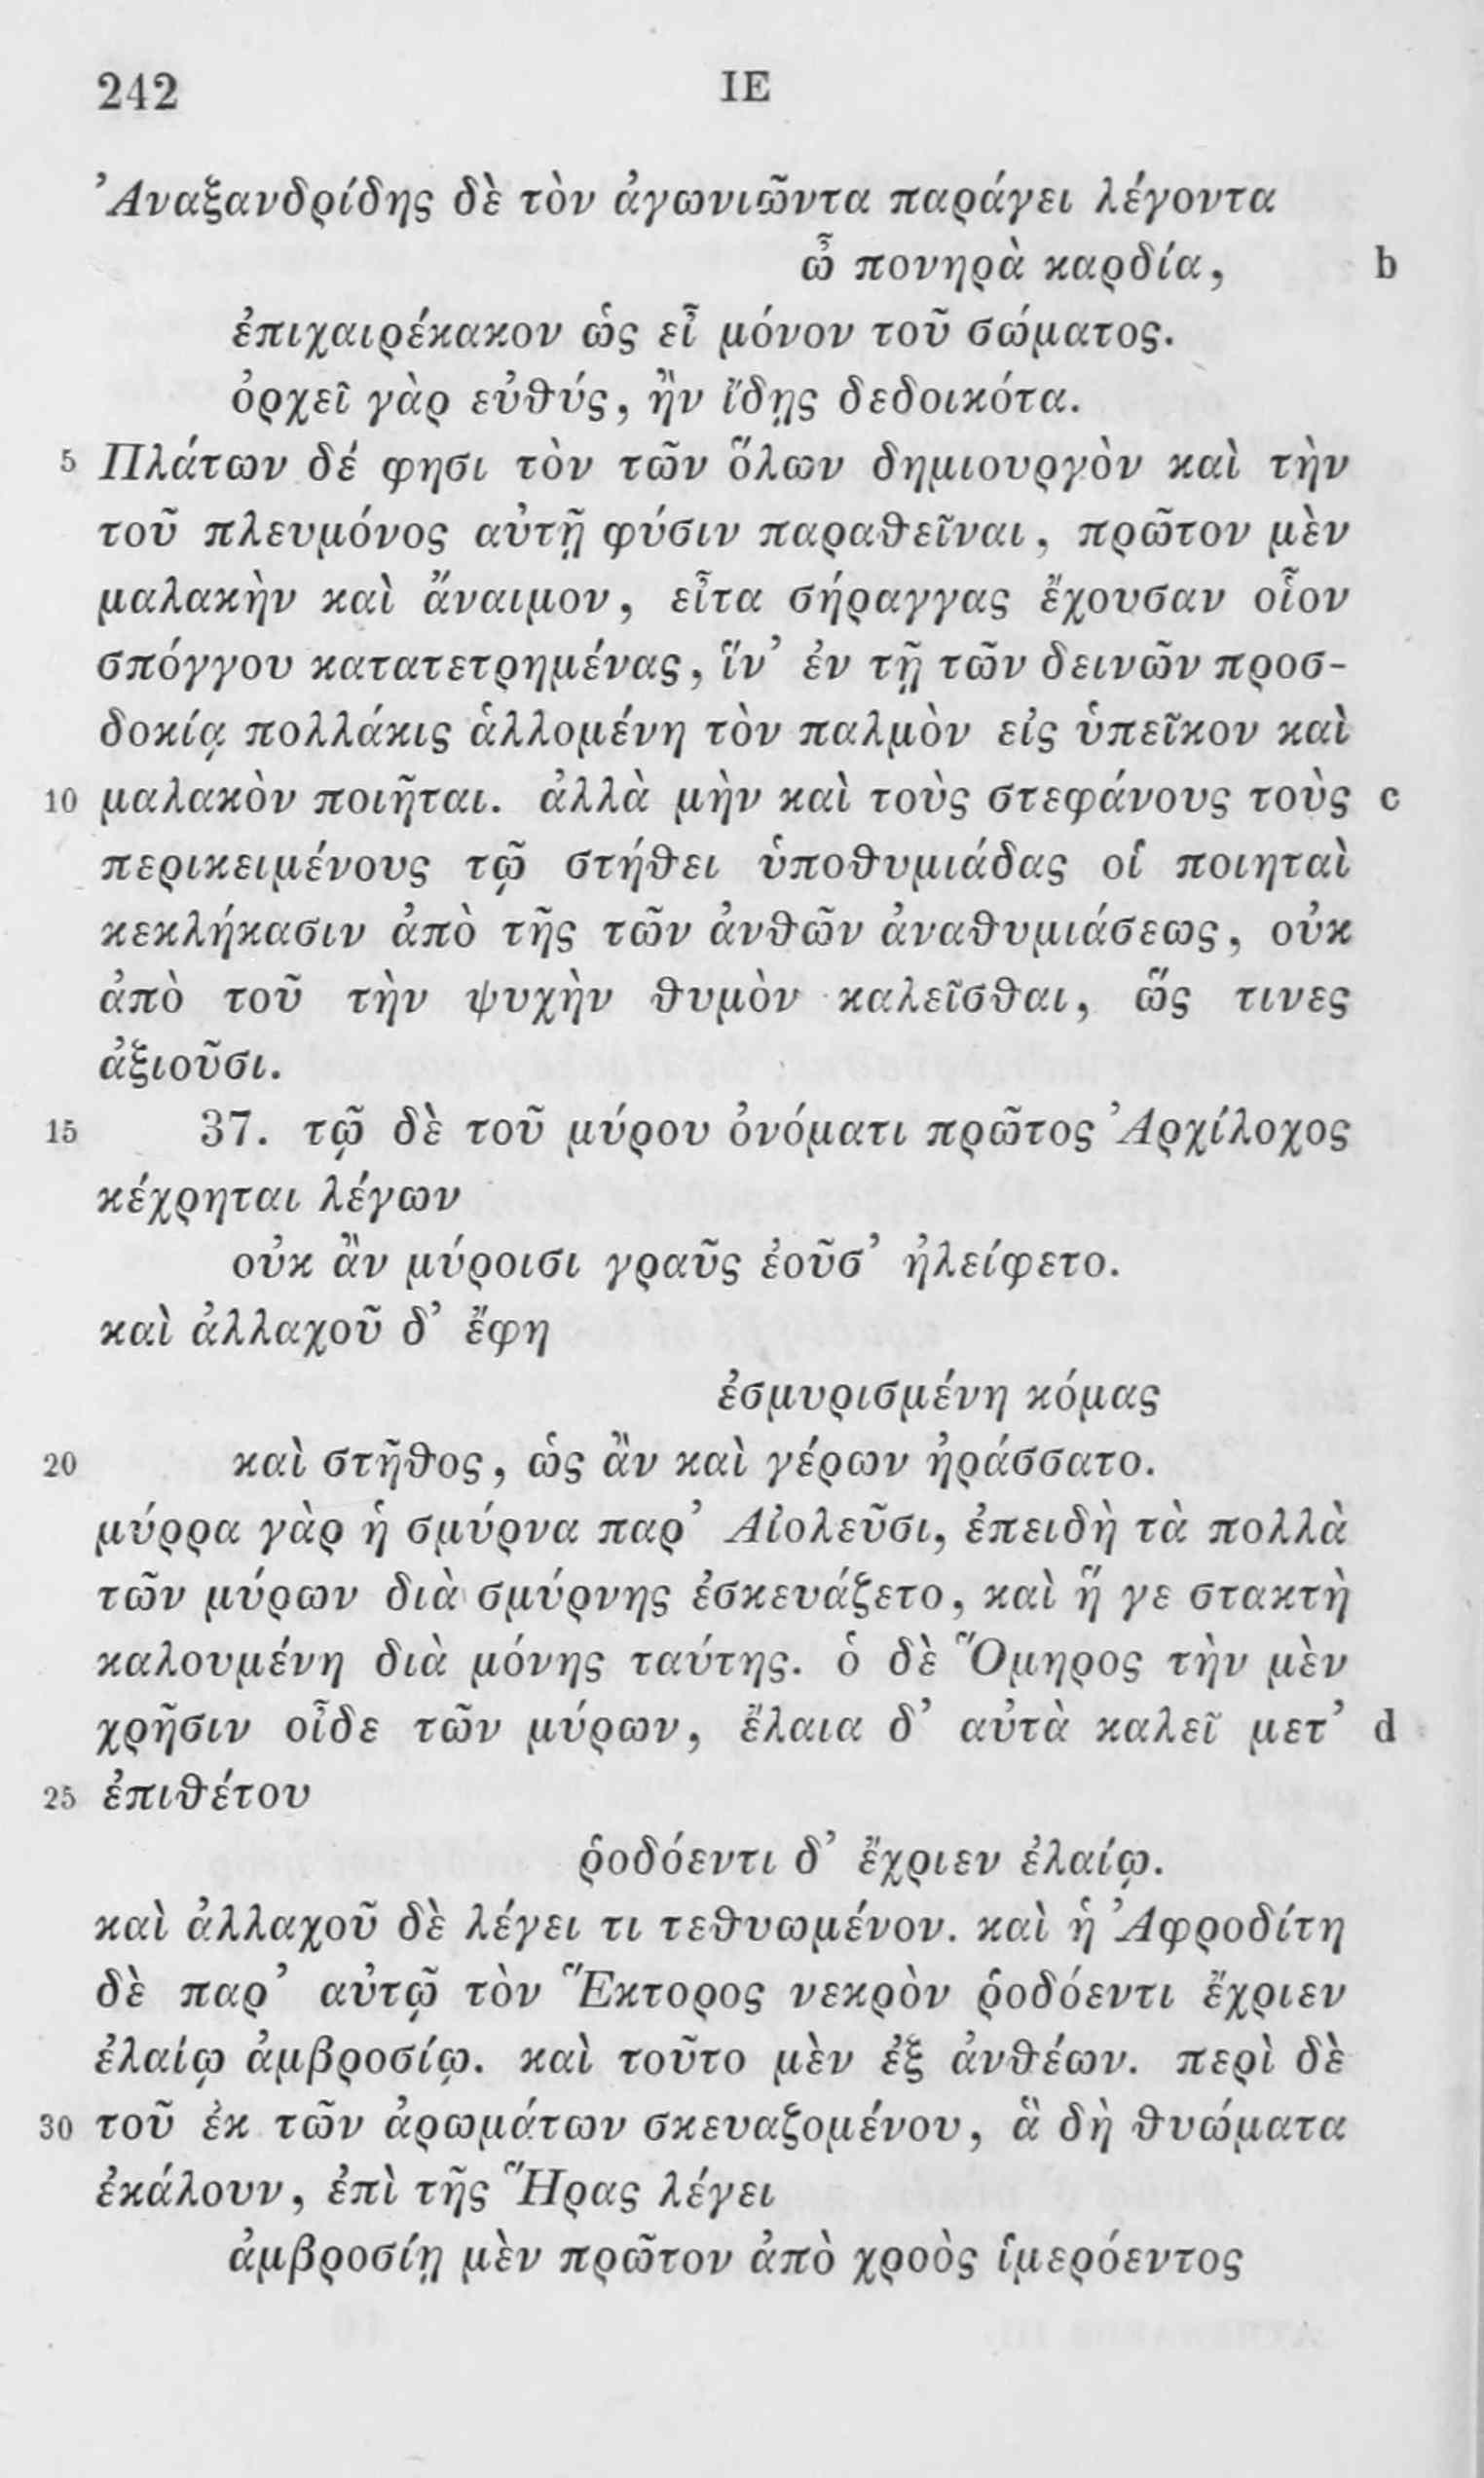 242 ΙΕ
Ἀναξανδρίδης δὲ τὸν ἀγωνιῶντα παράγει λέγοντα
ὦ πονηρὰ καρδία, b
ἐπιχαιρέκακον ὡς εἶ μόνον τοῦ σώματος.
ὀρχεῖ γὰρ εὐθύς, ἢν ἴδῃς δεδοικότα.
5 Πλάτων δέ φησι τὸν τῶν ὅλων δημιουργὸν καὶ τὴν
τοῦ πλευμόνος αὐτῇ φύσιν παραθεῖναι, πρῶτον μὲν
μαλακὴν καὶ ἄναιμον, εἶτα σήραγγας ἔχουσαν οἷον
σπόγγου κατατετρημένας, ἵν’ ἐν τῇ τῶν δεινῶν προσ-
δοκίᾳ πολλάκις ἁλλομένη τὸν παλμὸν εἰς ὑπεῖκον καὶ
10 μαλακὸν ποιῆται. ἀλλὰ μὴν καὶ τοὺς στεφάνους τοὺς c
περικειμένους τῷ στήθει ὑποθυμιάδας οἱ ποιηταὶ
κεκλήκασιν ἀπὸ τῆς τῶν ἀνθῶν ἀναθυμιάσεως, οὐκ
ἀπὸ τοῦ τὴν ψυχὴν θυμὸν καλεῖσθαι, ὥς τινες
ἀξιοῦσι.
15 37. τῷ δὲ τοῦ μύρου ὀνόματι πρῶτος Ἀρχίλοχος
κέχρηται λέγων
οὐκ ἂν μύροισι γραῦς ἐοῦσ’ ἠλείφετο.
καὶ ἀλλαχοῦ δ’ ἔφη
ἐσμυρισμένη κόμας
20 καὶ στῆθος, ὡς ἂν καὶ γέρων ἠράσσατο.
μύρρα γὰρ ἡ σμύρνα παρ’ Αἰολεῦσι, ἐπειδὴ τὰ πολλὰ
τῶν μύρων διὰ σμύρνης ἐσκευάζετο, καὶ ἥ γε στακτὴ
καλουμένη διὰ μόνης ταύτης. ὁ δὲ Ὅμηρος τὴν μὲν
χρῆσιν οἶδε τῶν μύρων, ἔλαια δ’ αὐτὰ καλεῖ μετ’ d
25 ἐπιθέτου
ῥοδόεντι δ’ ἔχριεν ἐλαίῳ.
καὶ ἀλλαχοῦ δὲ λέγει τι τεθυωμένον. καὶ ἡ Ἀφροδίτη
δὲ παρ’ αὐτῷ τὸν Ἕκτορος νεκρὸν ῥοδόεντι ἔχριεν
ἐλαίῳ ἀμβροσίῳ. καὶ τοῦτο μὲν ἐξ ἀνθέων. περὶ δὲ
30 τοῦ ἐκ τῶν ἀρωμάτων σκευαζομένου, ἃ δὴ θυώματα
ἐκάλουν, ἐπὶ τῆς Ἥρας λέγει
ἀμβροσίῃ μὲν πρῶτον ἀπὸ χροὸς ἱμερόεντος